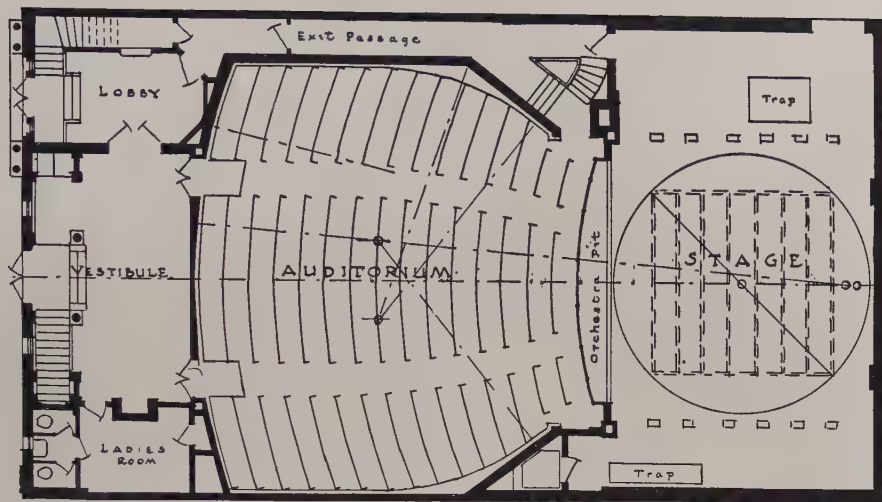 Exit Passage
LOBBY
Trap
VESTIBULE
AUDITORIUM
Orchestra Pit
STAGE
LADIES
ROOM
Trap